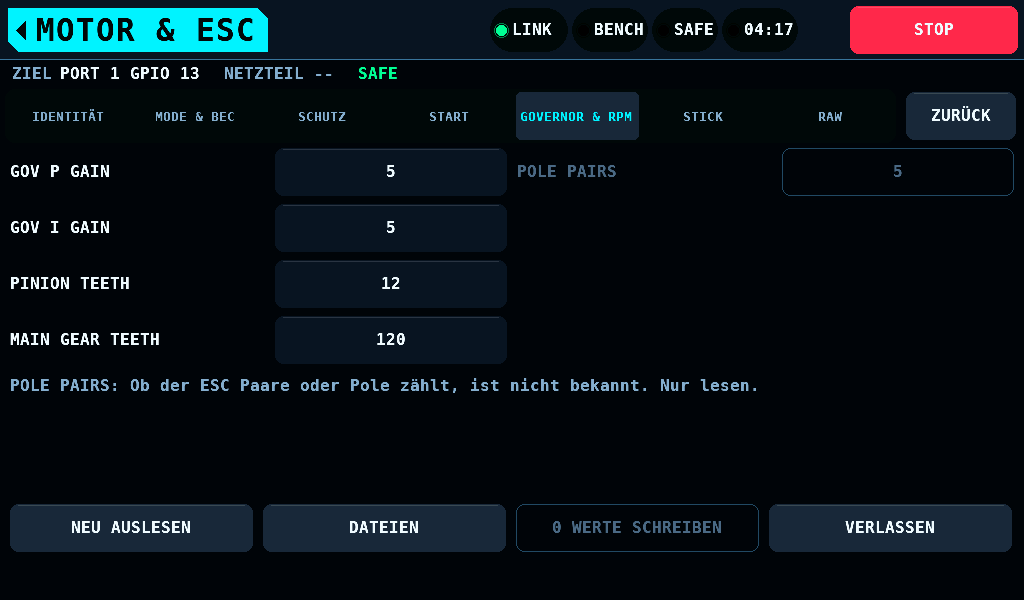 MOTOR & ESC
LINK BENCH SAFE 04:17 STOP
ZIEL PORT 1 GPIO 13 NETZTEIL -- SAFE
IDENTITÄT MODE & BEC SCHUTZ START GOVERNOR & RPM STICK RAW ZURÜCK
GOV P GAIN 5 POLE PAIRS 5
GOV I GAIN 5
PINION TEETH 12
MAIN GEAR TEETH 120
POLE PAIRS: Ob der ESC Paare oder Pole zählt, ist nicht bekannt. Nur lesen.
NEU AUSLESEN DATEIEN 0 WERTE SCHREIBEN VERLASSEN